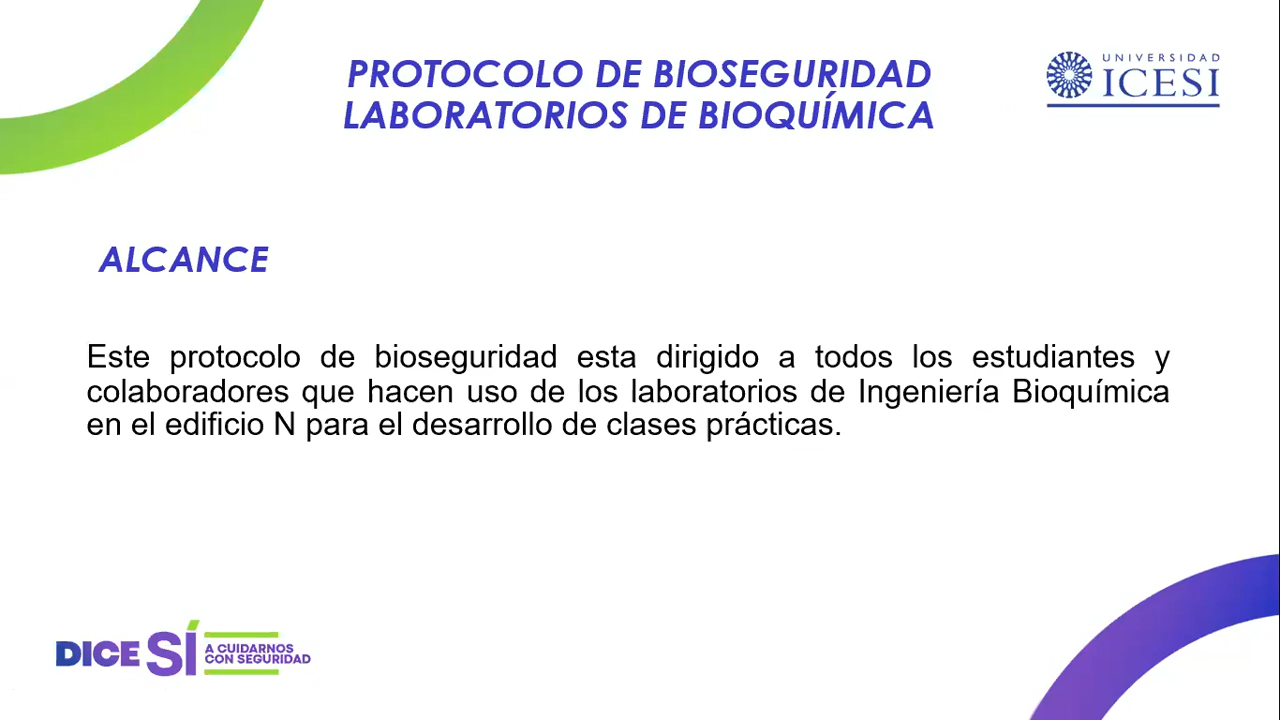 PROTOCOLO DE BIOSEGURIDAD
LABORATORIOS DE BIOQUÍMICA
UNIVERSIDAD
ICESI
ALCANCE
Este protocolo de bioseguridad esta dirigido a todos los estudiantes y
colaboradores que hacen uso de los laboratorios de Ingeniería Bioquímica
en el edificio N para el desarrollo de clases prácticas.
DICE SÍ A CUIDARNOS
CON SEGURIDAD